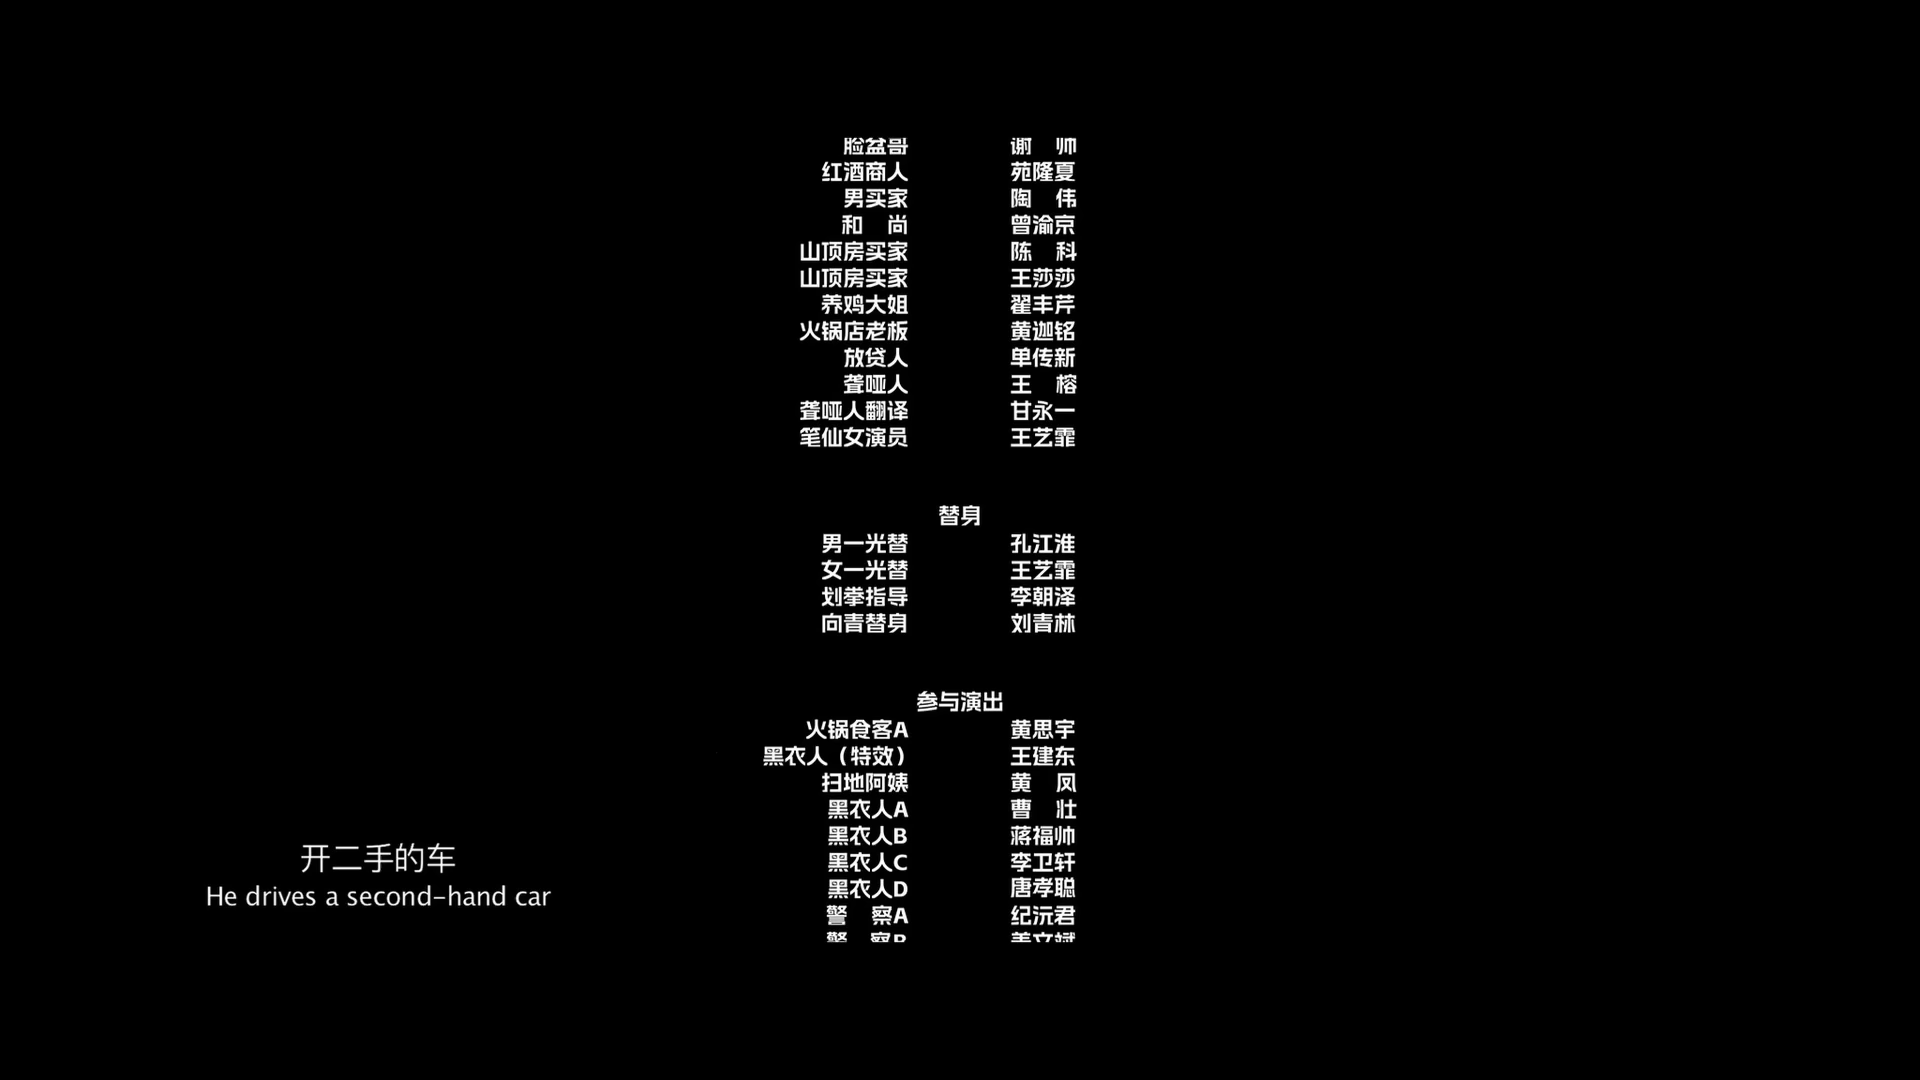 脸盆哥 谢 帅
红酒商人 苑隆夏
男买家 陶 伟
和 尚 曾渝京
山顶房买家 陈 科
山顶房买家 王莎莎
养鸡大姐 翟丰芹
火锅店老板 黄迦铭
放贷人 单传新
聋哑人 王 榕
聋哑人翻译 甘永一
笔仙女演员 王艺霏
替身
男一光替 孔江淮
女一光替 王艺霏
划拳指导 李朝泽
向青替身 刘青林
参与演出
火锅食客A 黄思宇
黑衣人（特效） 王建东
扫地阿姨 黄 凤
黑衣人A 曹 壮
黑衣人B 蒋福帅
黑衣人C 李卫轩
黑衣人D 唐孝聪
警 察A 纪沅君
警 察B
开二手的车
He drives a second-hand car